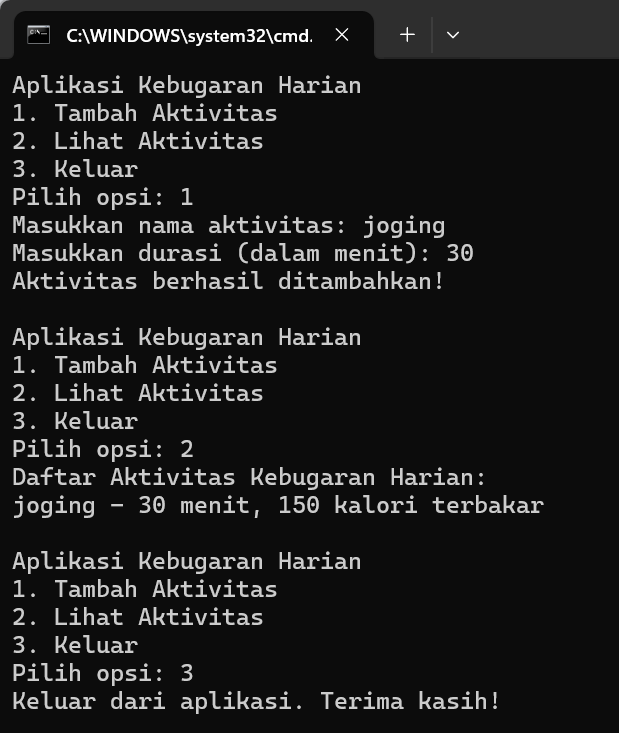 C:\WINDOWS\system32\cmd.
Aplikasi Kebugaran Harian
1. Tambah Aktivitas
2. Lihat Aktivitas
3. Keluar
Pilih opsi: 1
Masukkan nama aktivitas: joging
Masukkan durasi (dalam menit): 30
Aktivitas berhasil ditambahkan!
Aplikasi Kebugaran Harian
1. Tambah Aktivitas
2. Lihat Aktivitas
3. Keluar
Pilih opsi: 2
Daftar Aktivitas Kebugaran Harian:
joging - 30 menit, 150 kalori terbakar
Aplikasi Kebugaran Harian
1. Tambah Aktivitas
2. Lihat Aktivitas
3. Keluar
Pilih opsi: 3
Keluar dari aplikasi. Terima kasih!